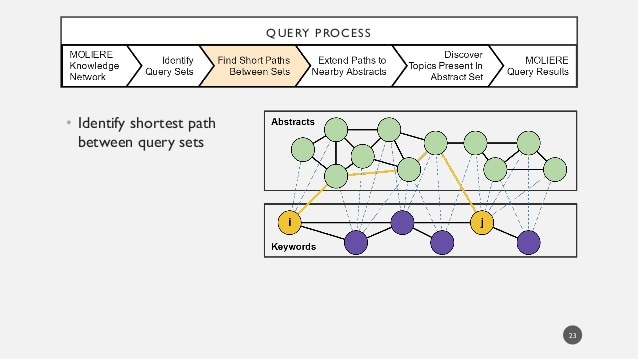 QUERY PROCESS
MOLIERE
Knowledge
Network
Identify
Query Sets
Find Short Paths
Between Sets
Extend Paths to
Nearby Abstracts
Discover
Topics Present In
Abstract Set
MOLIERE
Query Results
• Identify shortest path
between query sets
Abstracts
i
j
Keywords
23